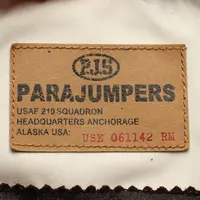 PJS
PARAJUMPERS
USAF 210 SQUADRON
HEADQUARTERS ANCHORAGE
ALASKA USA: USE 061142 RM